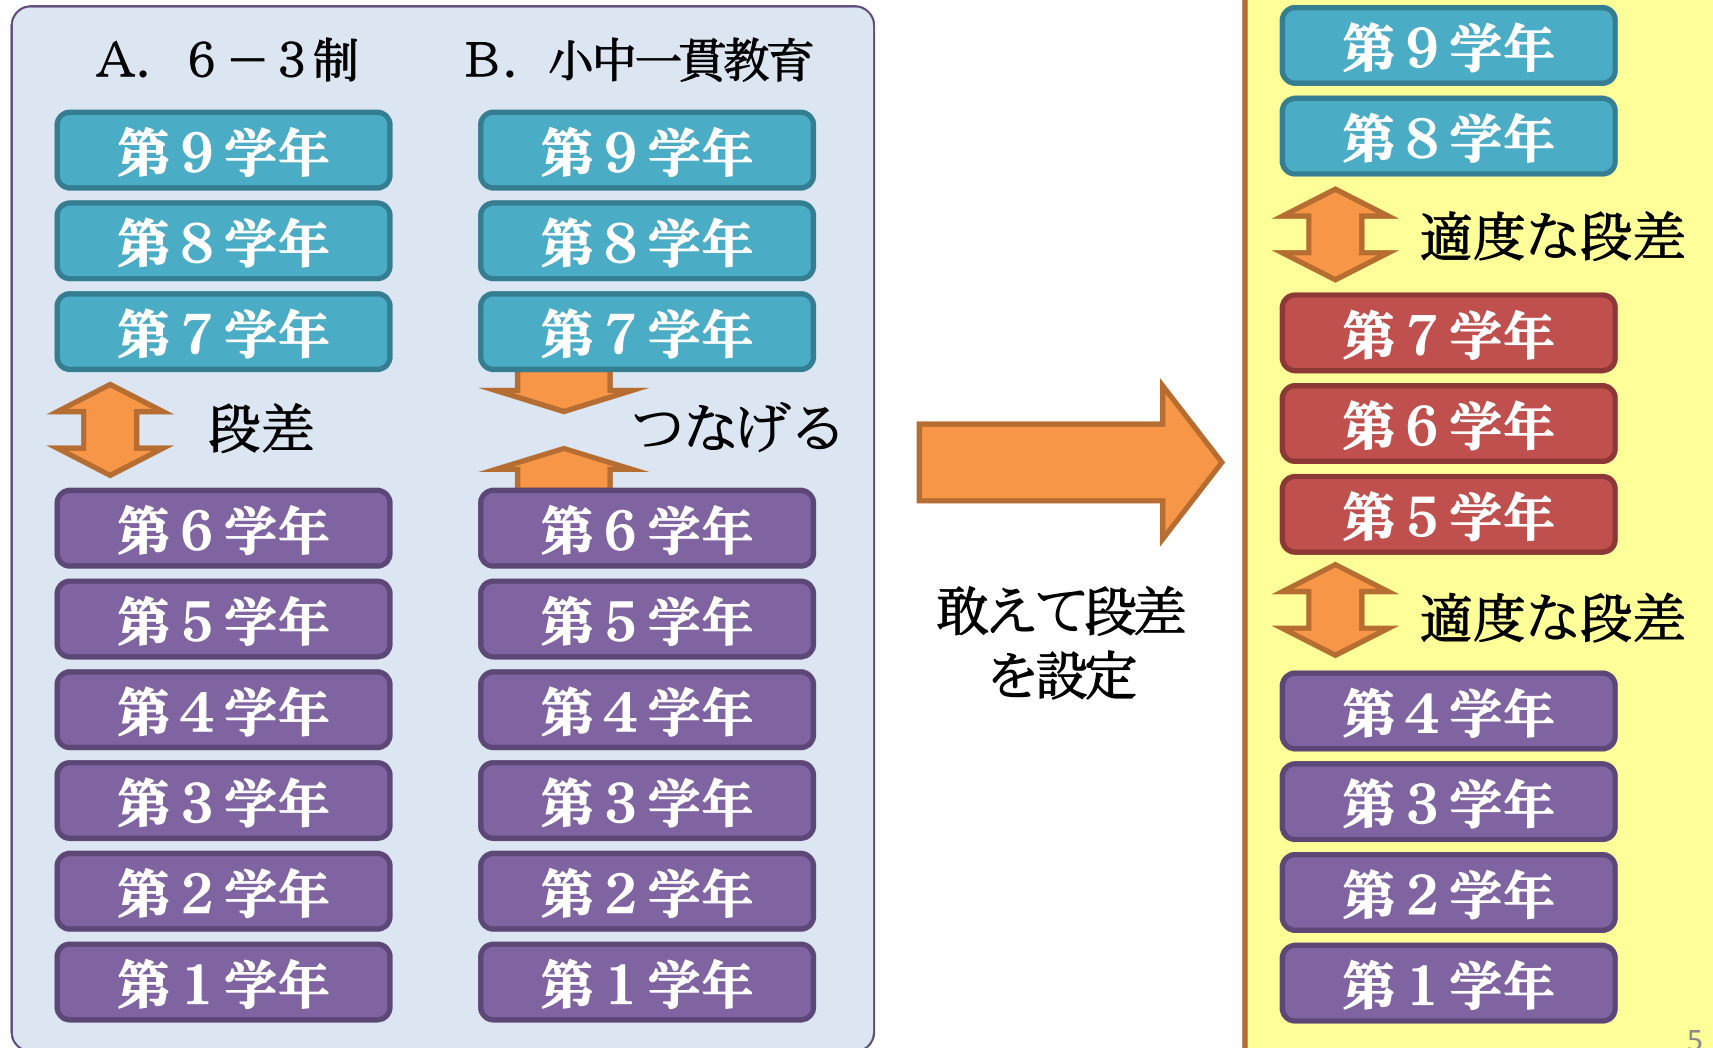 A. 6－3制
第9学年
第8学年
第7学年
段差
第6学年
第5学年
第4学年
第3学年
第2学年
第1学年
B. 小中一貫教育
第9学年
第8学年
第7学年
つなげる
第6学年
第5学年
第4学年
第3学年
第2学年
第1学年
敢えて段差
を設定
第9学年
第8学年
適度な段差
第7学年
第6学年
第5学年
適度な段差
第4学年
第3学年
第2学年
第1学年
5